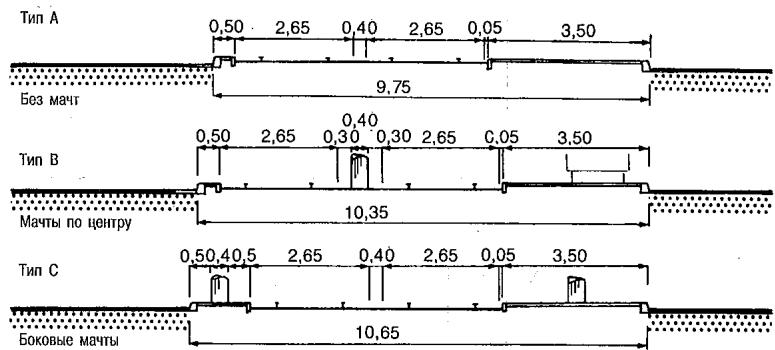 Тип А
0,50 2,65 0,40 2,65 0,05 3,50
Без мачт
9,75
0,40
0,50 2,65 0,30 0,30 2,65 0,05 3,50
Тип В
Мачты по центру
10,35
0,50 0,4 0,5 2,65 0,40 2,65 0,05 3,50
Тип С
Боковые мачты
10,65